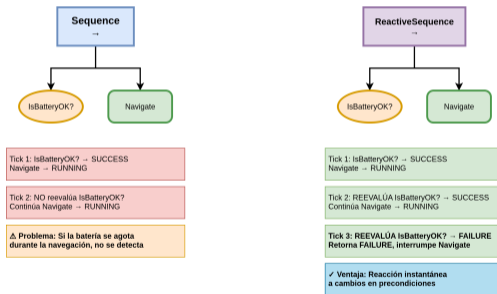 Sequence
→
IsBatteryOK?
Navigate
Tick 1: IsBatteryOK? → SUCCESS
Navigate → RUNNING
Tick 2: NO reevalúa IsBatteryOK?
Continúa Navigate → RUNNING
⚠ Problema: Si la batería se agota
durante la navegación, no se detecta
ReactiveSequence
→
IsBatteryOK?
Navigate
Tick 1: IsBatteryOK? → SUCCESS
Navigate → RUNNING
Tick 2: REEVALÚA IsBatteryOK? → SUCCESS
Continúa Navigate → RUNNING
Tick 3: REEVALÚA IsBatteryOK? → FAILURE
Retorna FAILURE, interrumpe Navigate
✓ Ventaja: Reacción instantánea
a cambios en precondiciones